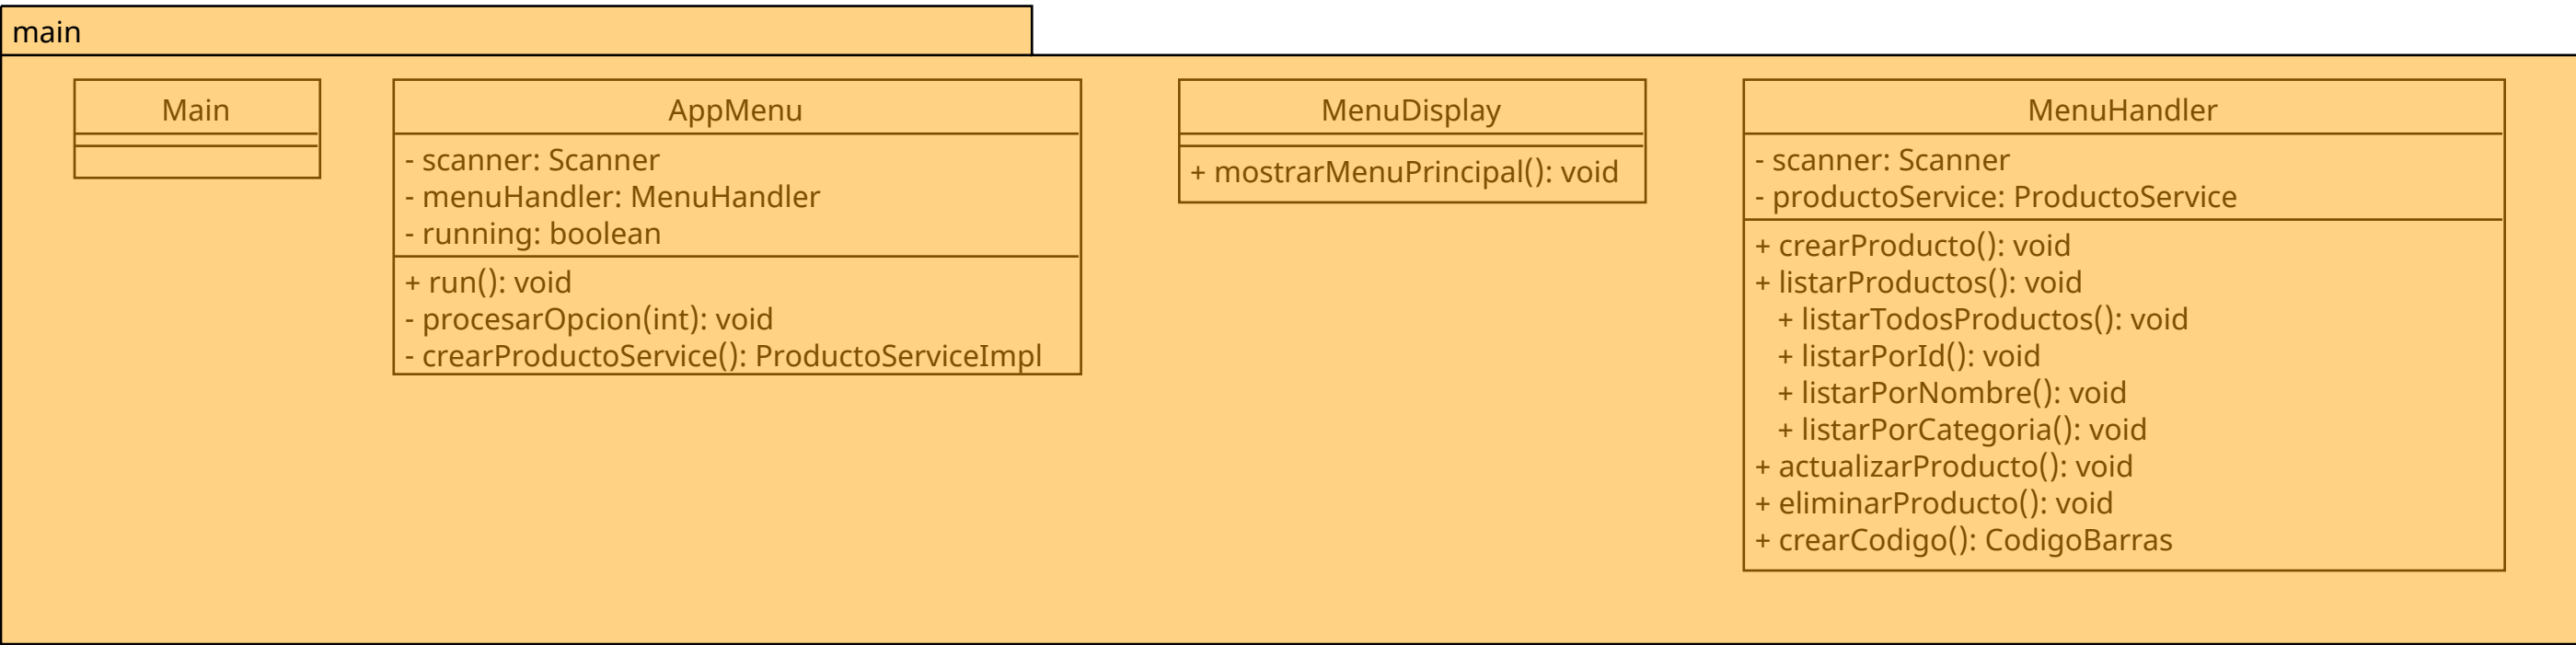 main
Main
AppMenu
- scanner: Scanner
- menuHandler: MenuHandler
- running: boolean
+ run(): void
- procesarOpcion(int): void
- crearProductoService(): ProductoServiceImpl
MenuDisplay
+ mostrarMenuPrincipal(): void
MenuHandler
- scanner: Scanner
- productoService: ProductoService
+ crearProducto(): void
+ listarProductos(): void
+ listarTodosProductos(): void
+ listarPorId(): void
+ listarPorNombre(): void
+ listarPorCategoria(): void
+ actualizarProducto(): void
+ eliminarProducto(): void
+ crearCodigo(): CodigoBarras